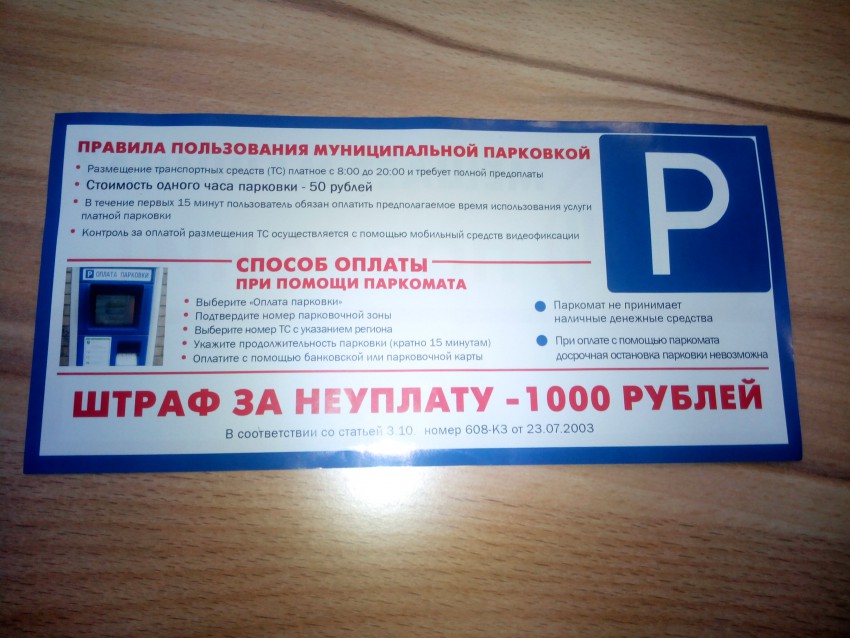 ПРАВИЛА ПОЛЬЗОВАНИЯ МУНИЦИПАЛЬНОЙ ПАРКОВКОЙ
• Размещение транспортных средств (ТС) платное с 8:00 до 20:00 и требует полной предоплаты
• Стоимость одного часа парковки - 50 рублей
• В течение первых 15 минут пользователь обязан оплатить предполагаемое время использования услуги
платной парковки
• Контроль за оплатой размещения ТС осуществляется с помощью мобильный средств видеофиксации
P
СПОСОБ ОПЛАТЫ
ПРИ ПОМОЩИ ПАРКОМАТА
P ОПЛАТА ПАРКОВКИ
• Выберите «Оплата парковки»
• Подтвердите номер парковочной зоны
• Выберите номер ТС с указанием региона
• Укажите продолжительность парковки (кратно 15 минутам)
• Оплатите с помощью банковской или парковочной карты
• Паркомат не принимает
наличные денежные средства
• При оплате с помощью паркомата
досрочная остановка парковки невозможна
ШТРАФ ЗА НЕУПЛАТУ - 1000 РУБЛЕЙ
В соответствии со статьей 3.10. номер 608-КЗ от 23.07.2003